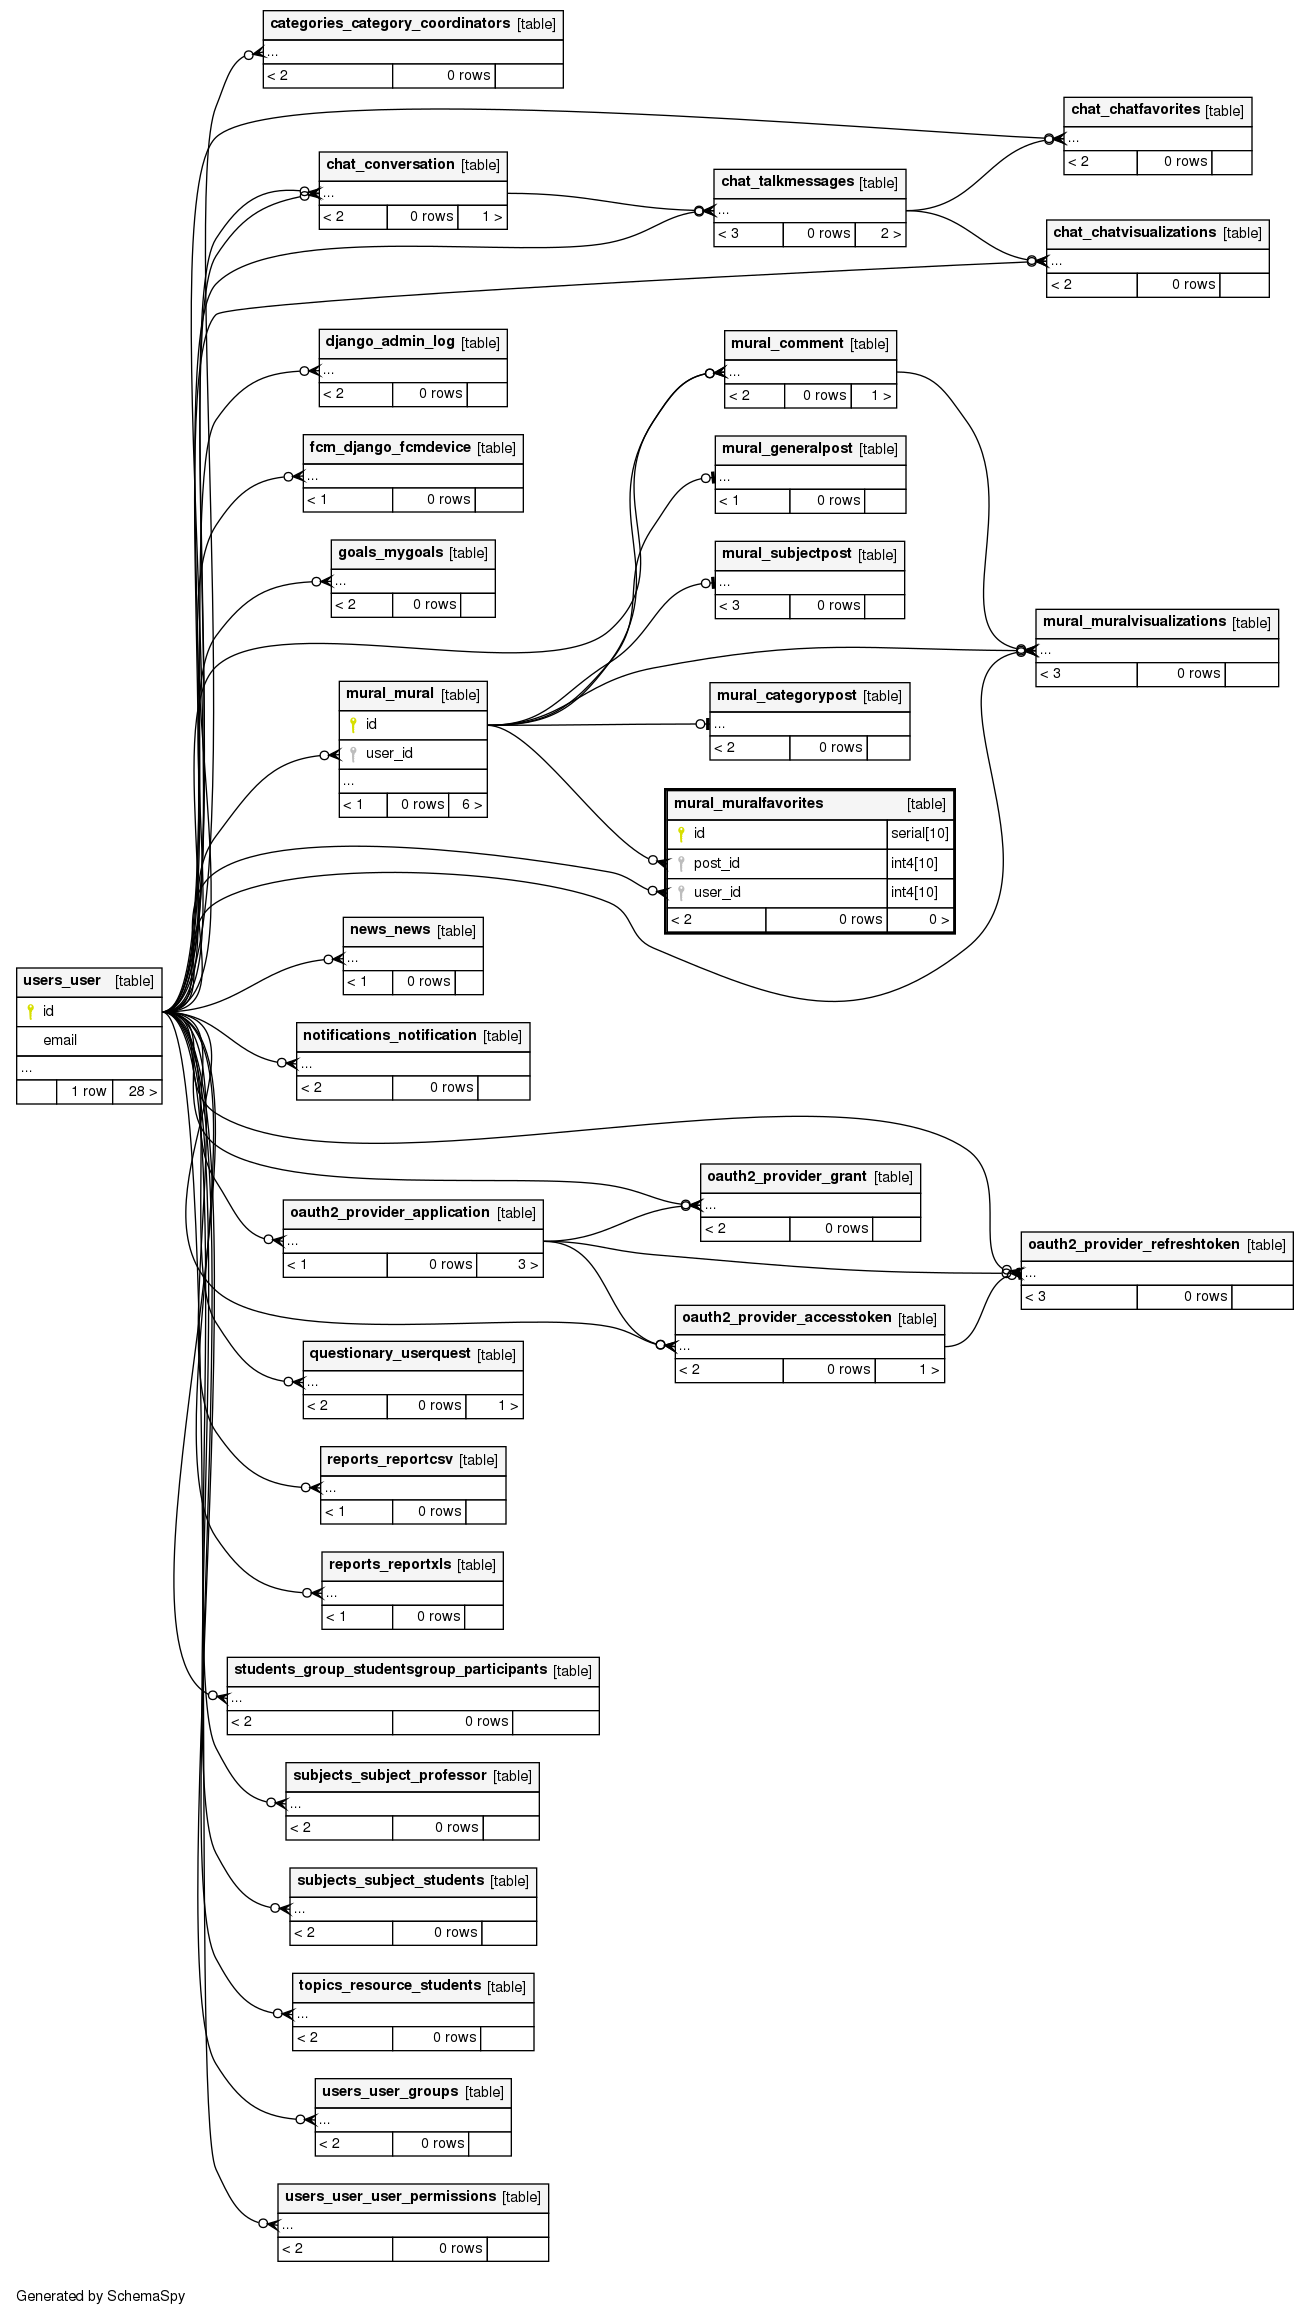 categories_category_coordinators [table]
...
< 2 0 rows
chat_chatfavorites [table]
...
< 2 0 rows
chat_conversation [table]
...
< 2 0 rows 1 >
chat_talkmessages [table]
...
< 3 0 rows 2 >
chat_chatvisualizations [table]
...
< 2 0 rows
django_admin_log [table]
...
< 2 0 rows
mural_comment [table]
...
< 2 0 rows 1 >
fcm_django_fcmdevice [table]
...
< 1 0 rows
mural_generalpost [table]
...
< 1 0 rows
goals_mygoals [table]
...
< 2 0 rows
mural_subjectpost [table]
...
< 3 0 rows
mural_muralvisualizations [table]
...
< 3 0 rows
mural_mural [table]
id
user_id
...
< 1 0 rows 6 >
mural_categorypost [table]
...
< 2 0 rows
mural_muralfavorites [table]
id serial[10]
post_id int4[10]
user_id int4[10]
< 2 0 rows 0 >
news_news [table]
...
< 1 0 rows
users_user [table]
id
email
...
1 row 28 >
notifications_notification [table]
...
< 2 0 rows
oauth2_provider_grant [table]
...
< 2 0 rows
oauth2_provider_application [table]
...
< 1 0 rows 3 >
oauth2_provider_refreshtoken [table]
...
< 3 0 rows
oauth2_provider_accesstoken [table]
...
< 2 0 rows 1 >
questionary_userquest [table]
...
< 2 0 rows 1 >
reports_reportcsv [table]
...
< 1 0 rows
reports_reportxls [table]
...
< 1 0 rows
students_group_studentsgroup_participants [table]
...
< 2 0 rows
subjects_subject_professor [table]
...
< 2 0 rows
subjects_subject_students [table]
...
< 2 0 rows
topics_resource_students [table]
...
< 2 0 rows
users_user_groups [table]
...
< 2 0 rows
users_user_user_permissions [table]
...
< 2 0 rows
Generated by SchemaSpy